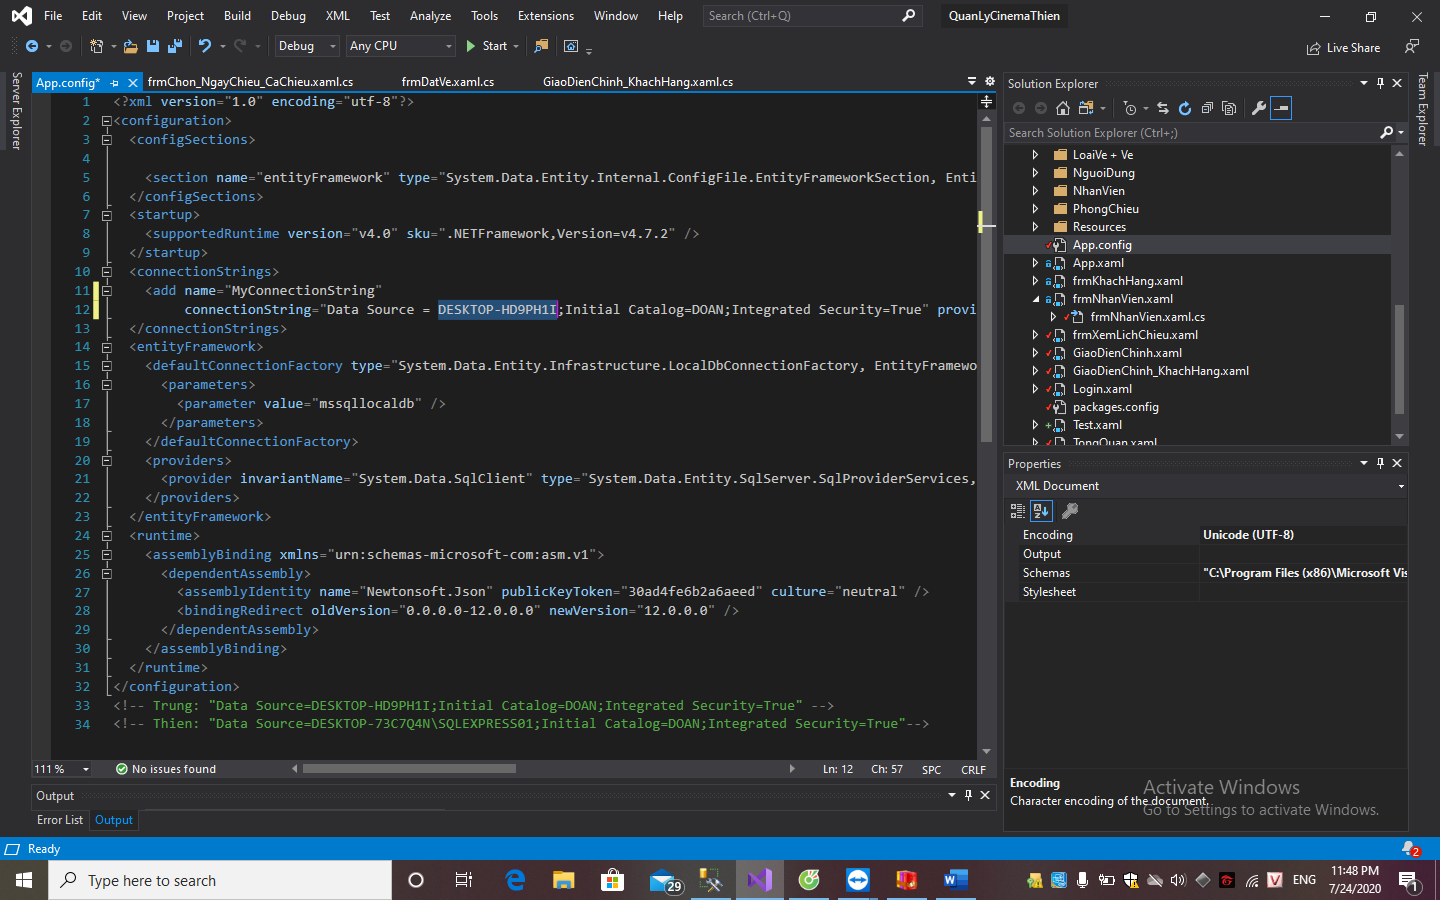 File Edit View Project Build Debug XML Test Analyze Tools Extensions Window Help Search (Ctrl+Q) QuanLyCinemaThien
Debug Any CPU Start Live Share
Server Explorer
App.config* frmChon_NgayChieu_CaChieu.xaml.cs frmDatVe.xaml.cs GiaoDienChinh_KhachHang.xaml.cs
1 <?xml version="1.0" encoding="utf-8"?>
2 <configuration>
3 <configSections>
4
5 <section name="entityFramework" type="System.Data.Entity.Internal.ConfigFile.EntityFrameworkSection, Enti
6 </configSections>
7 <startup>
8 <supportedRuntime version="v4.0" sku=".NETFramework,Version=v4.7.2" />
9 </startup>
10 <connectionStrings>
11 <add name="MyConnectionString"
12 connectionString="Data Source = DESKTOP-HD9PH1I;Initial Catalog=DOAN;Integrated Security=True" provi
13 </connectionStrings>
14 <entityFramework>
15 <defaultConnectionFactory type="System.Data.Entity.Infrastructure.LocalDbConnectionFactory, EntityFramewo
16 <parameters>
17 <parameter value="mssqllocaldb" />
18 </parameters>
19 </defaultConnectionFactory>
20 <providers>
21 <provider invariantName="System.Data.SqlClient" type="System.Data.Entity.SqlServer.SqlProviderServices,
22 </providers>
23 </entityFramework>
24 <runtime>
25 <assemblyBinding xmlns="urn:schemas-microsoft-com:asm.v1">
26 <dependentAssembly>
27 <assemblyIdentity name="Newtonsoft.Json" publicKeyToken="30ad4fe6b2a6aeed" culture="neutral" />
28 <bindingRedirect oldVersion="0.0.0.0-12.0.0.0" newVersion="12.0.0.0" />
29 </dependentAssembly>
30 </assemblyBinding>
31 </runtime>
32 </configuration>
33 <!-- Trung: "Data Source=DESKTOP-HD9PH1I;Initial Catalog=DOAN;Integrated Security=True" -->
34 <!-- Thien: "Data Source=DESKTOP-73C7Q4N\SQLEXPRESS01;Initial Catalog=DOAN;Integrated Security=True"-->
111 % No issues found Ln: 12 Ch: 57 SPC CRLF
Output
Error List Output
Solution Explorer
Search Solution Explorer (Ctrl+;)
LoaiVe + Ve
NguoiDung
NhanVien
PhongChieu
Resources
App.config
App.xaml
frmKhachHang.xaml
frmNhanVien.xaml
frmNhanVien.xaml.cs
frmXemLichChieu.xaml
GiaoDienChinh.xaml
GiaoDienChinh_KhachHang.xaml
Login.xaml
packages.config
Test.xaml
TongQuan.xaml
Team Explorer
Properties
XML Document
Encoding Unicode (UTF-8)
Output
Schemas "C:\Program Files (x86)\Microsoft Vis
Stylesheet
Encoding
Character encoding of the document.
Activate Windows
Go to Settings to activate Windows.
Ready 2
Type here to search 29 ENG 11:48 PM
7/24/2020 1